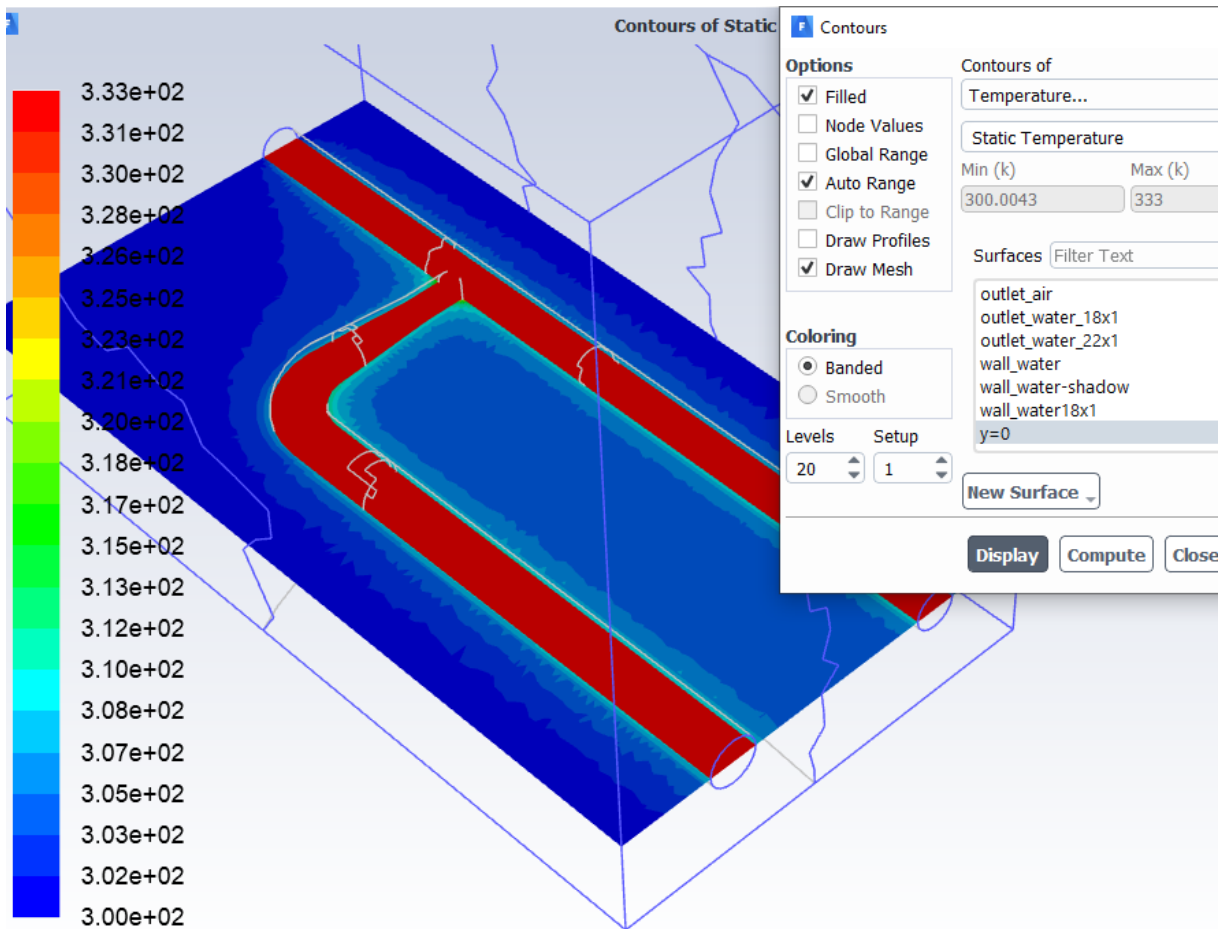 F
Contours of Static
3.33e+02
3.31e+02
3.30e+02
3.28e+02
3.26e+02
3.25e+02
3.23e+02
3.21e+02
3.20e+02
3.18e+02
3.17e+02
3.15e+02
3.13e+02
3.12e+02
3.10e+02
3.08e+02
3.07e+02
3.05e+02
3.03e+02
3.02e+02
3.00e+02
F Contours
Options
Filled
Node Values
Global Range
Auto Range
Clip to Range
Draw Profiles
Draw Mesh
Coloring
Banded
Smooth
Levels Setup
20 1
Contours of
Temperature...
Static Temperature
Min (k) Max (k)
300.0043 333
Surfaces Filter Text
outlet_air
outlet_water_18x1
outlet_water_22x1
wall_water
wall_water-shadow
wall_water18x1
y=0
New Surface
Display Compute Close